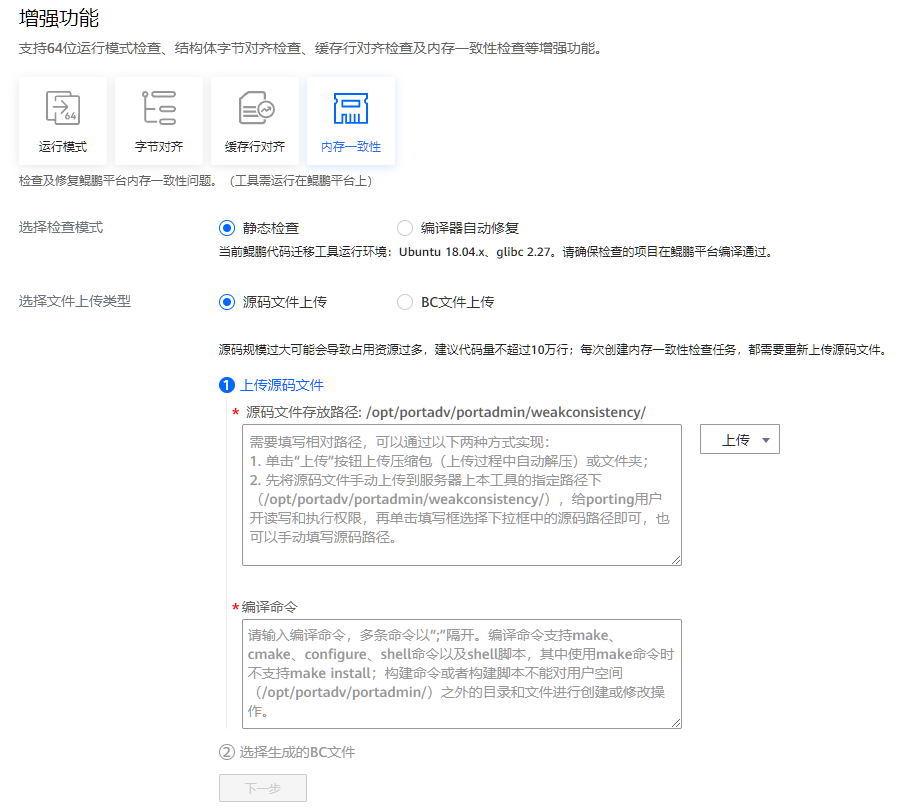 增强功能
支持64位运行模式检查、结构体字节对齐检查、缓存行对齐检查及内存一致性检查等增强功能。
64
运行模式
字节对齐
缓存行对齐
内存一致性
检查及修复鲲鹏平台内存一致性问题。（工具需运行在鲲鹏平台上）
选择检查模式
静态检查
编译器自动修复
当前鲲鹏代码迁移工具运行环境：Ubuntu 18.04.x、glibc 2.27。请确保检查的项目在鲲鹏平台编译通过。
选择文件上传类型
源码文件上传
BC文件上传
源码规模过大可能会导致占用资源过多，建议代码量不超过10万行；每次创建内存一致性检查任务，都需要重新上传源码文件。
1 上传源码文件
* 源码文件存放路径: /opt/portadv/portadmin/weakconsistency/
需要填写相对路径，可以通过以下两种方式实现：
1. 单击“上传”按钮上传压缩包（上传过程中自动解压）或文件夹；
2. 先将源码文件手动上传到服务器上本工具的指定路径下
（/opt/portadv/portadmin/weakconsistency/），给porting用户
开读写和执行权限，再单击填写框选择下拉框中的源码路径即可，也
可以手动填写源码路径。
上传
*编译命令
请输入编译命令，多条命令以“;”隔开。编译命令支持make、
cmake、configure、shell命令以及shell脚本，其中使用make命令时
不支持make install；构建命令或者构建脚本不能对用户空间
（/opt/portadv/portadmin/）之外的目录和文件进行创建或修改操
作。
2 选择生成的BC文件
下一步